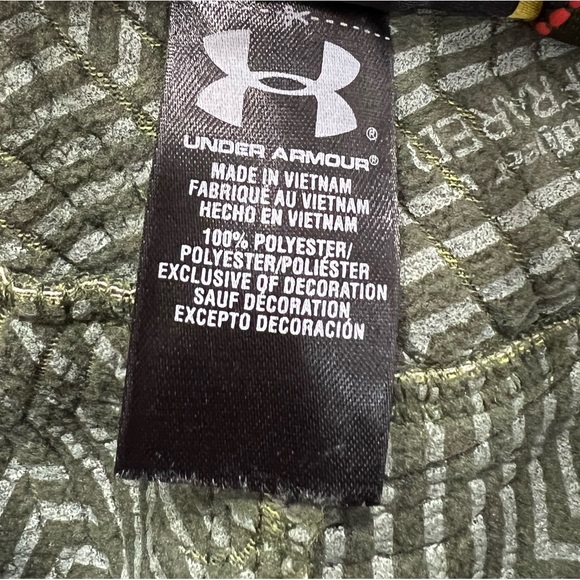 ®
UNDER ARMOUR®
MADE IN VIETNAM
FABRIQUÉ AU VIETNAM
HECHO EN VIETNAM
100% POLYESTER/
POLYESTER/POLIÉSTER
EXCLUSIVE OF DECORATION
SAUF DÉCORATION
EXCEPTO DECORACIÓN